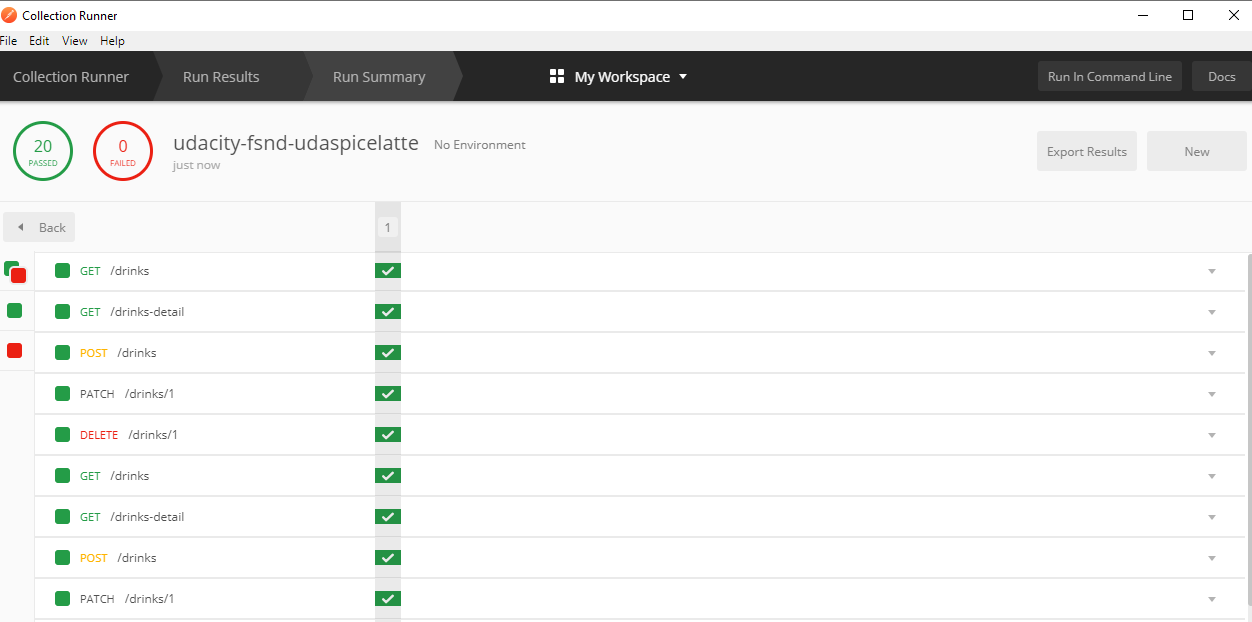 Collection Runner
File Edit View Help
Collection Runner Run Results Run Summary My Workspace Run In Command Line Docs
20 PASSED
0 FAILED
udacity-fsnd-udaspicelatte No Environment
just now
Export Results New
Back 1
GET /drinks
GET /drinks-detail
POST /drinks
PATCH /drinks/1
DELETE /drinks/1
GET /drinks
GET /drinks-detail
POST /drinks
PATCH /drinks/1